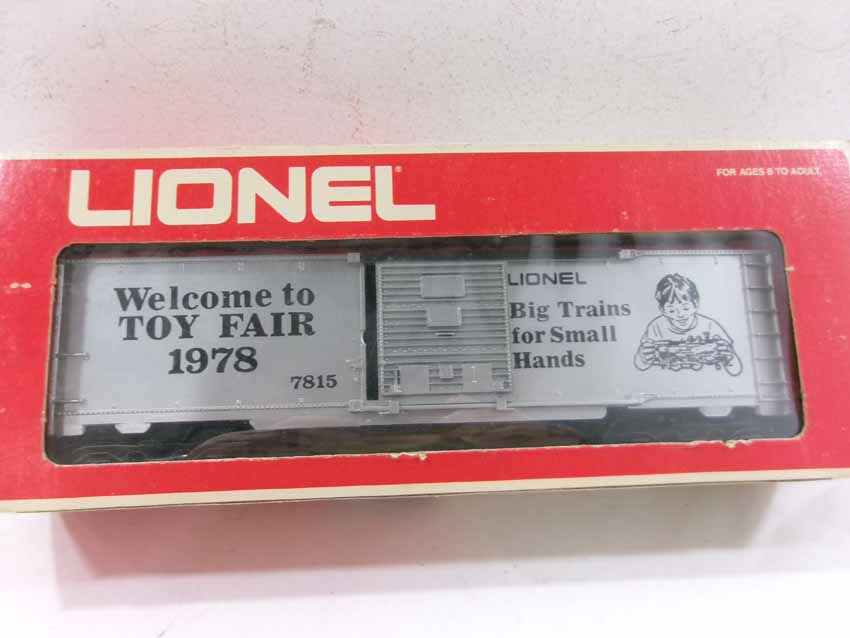 LIONEL®
FOR AGES 8 TO ADULT
Welcome to
TOY FAIR
1978
7815
LIONEL
Big Trains
for Small
Hands